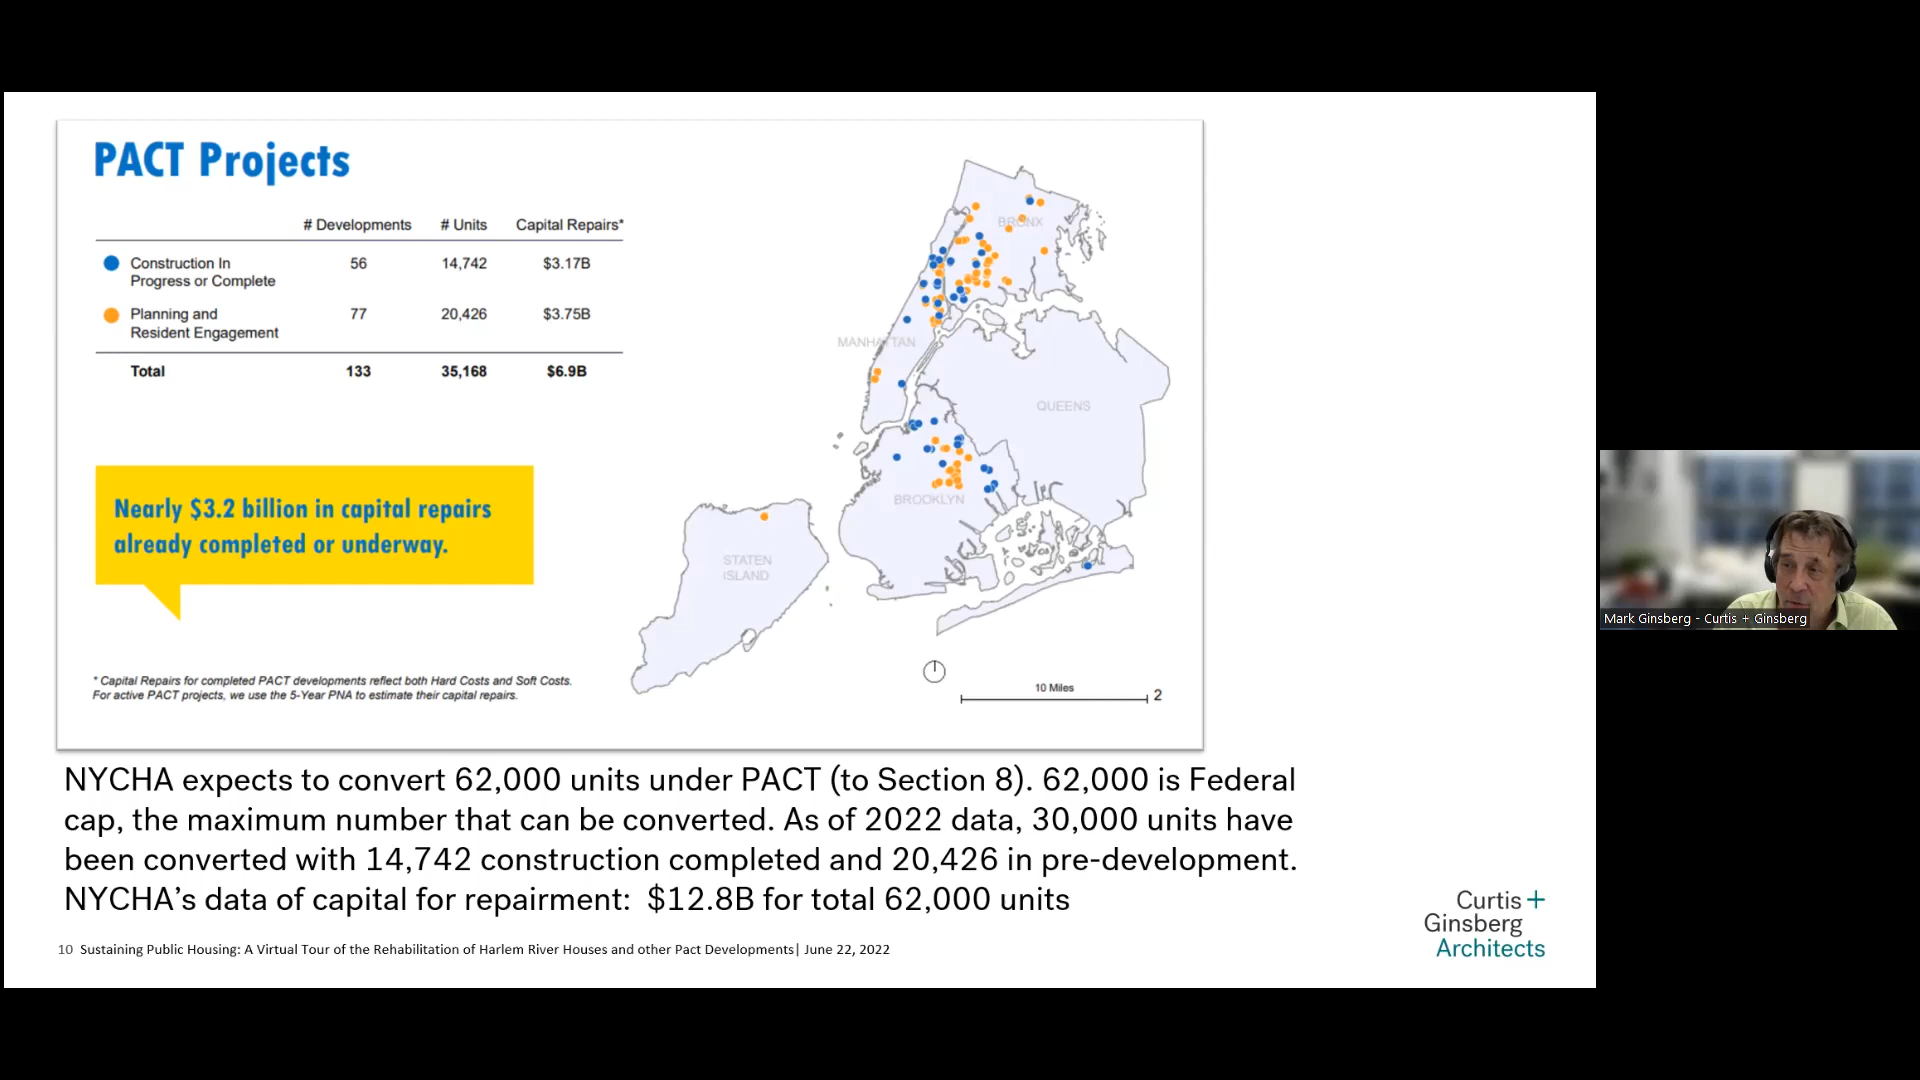 PACT Projects
# Developments # Units Capital Repairs*
Construction In
Progress or Complete
56 14,742 $3.17B
Planning and
Resident Engagement
77 20,426 $3.75B
Total 133 35,168 $6.9B
Nearly $3.2 billion in capital repairs
already completed or underway.
* Capital Repairs for completed PACT developments reflect both Hard Costs and Soft Costs.
For active PACT projects, we use the 5-Year PNA to estimate their capital repairs.
BRONX
MANHATTAN
QUEENS
BROOKLYN
STATEN
ISLAND
10 Miles
2
NYCHA expects to convert 62,000 units under PACT (to Section 8). 62,000 is Federal
cap, the maximum number that can be converted. As of 2022 data, 30,000 units have
been converted with 14,742 construction completed and 20,426 in pre-development.
NYCHA’s data of capital for repairment: $12.8B for total 62,000 units
10 Sustaining Public Housing: A Virtual Tour of the Rehabilitation of Harlem River Houses and other Pact Developments| June 22, 2022
Curtis +
Ginsberg
Architects
Mark Ginsberg - Curtis + Ginsberg